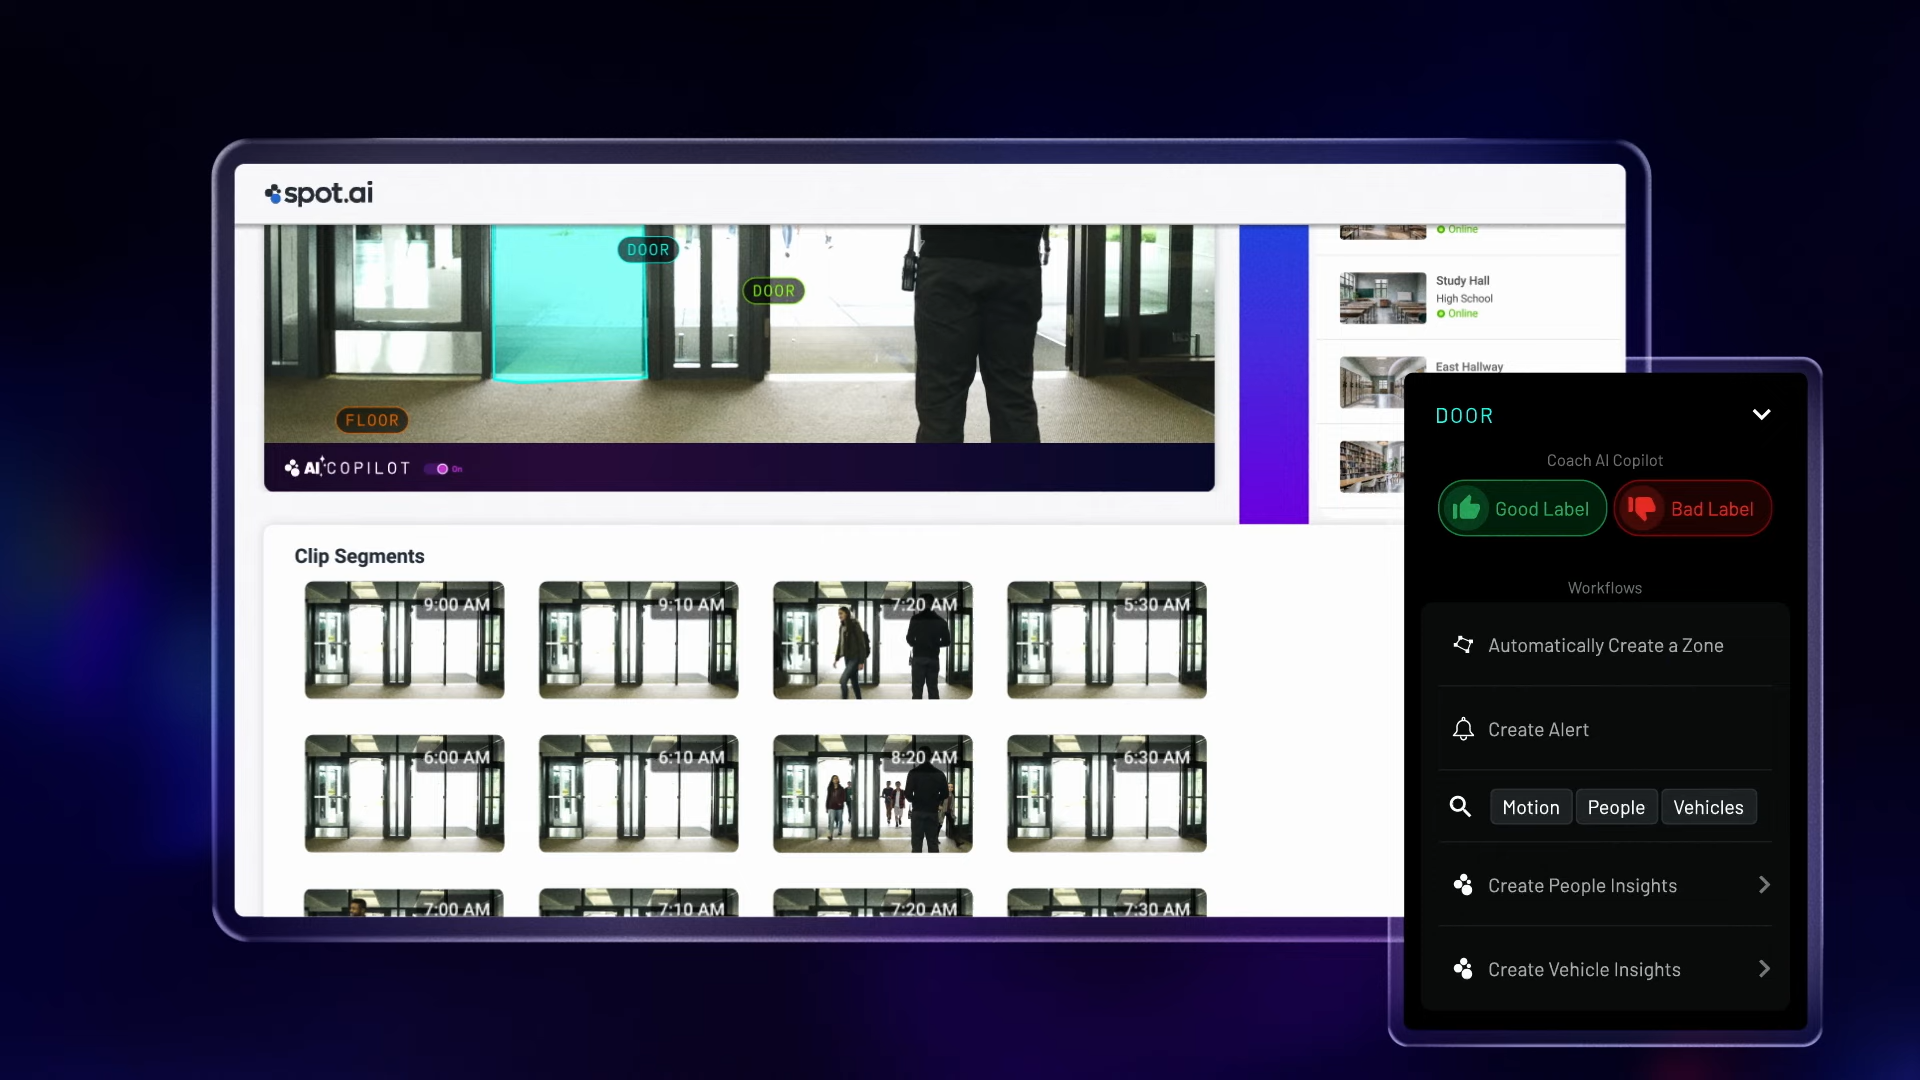 spot.ai
DOOR
DOOR
FLOOR
AI COPILOT
On
Online
Study Hall
High School
Online
East Hallway
Clip Segments
9:00 AM
9:10 AM
7:20 AM
5:30 AM
6:00 AM
6:10 AM
8:20 AM
6:30 AM
7:00 AM
7:10 AM
7:20 AM
7:30 AM
DOOR
Coach AI Copilot
Good Label
Bad Label
Workflows
Automatically Create a Zone
Create Alert
Motion People Vehicles
Create People Insights
Create Vehicle Insights